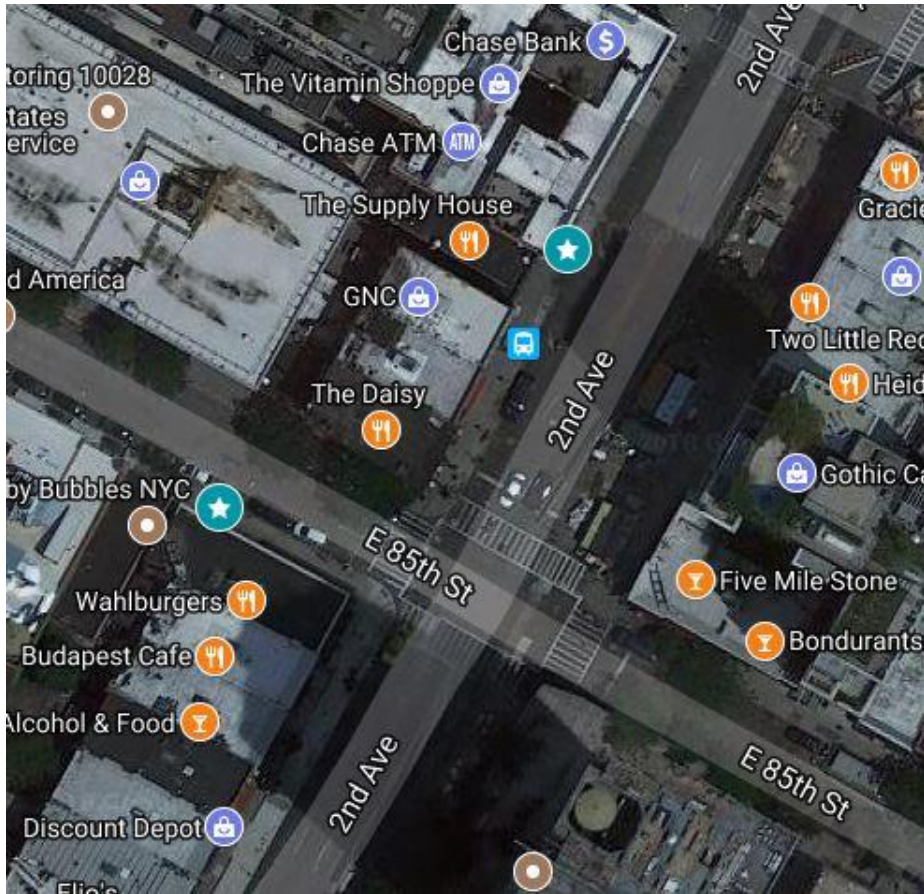 2nd Ave
Chase Bank
$
toring 10028
The Vitamin Shoppe
tates
ervice
Chase ATM
ATM
The Supply House
Gracie
d America
GNC
Two Little Rec
2nd Ave
The Daisy
Heid
by Bubbles NYC
Gothic Ca
E 85th St
Five Mile Stone
Wahlburgers
Bondurants
Budapest Cafe
Alcohol & Food
2nd Ave
E 85th St
Discount Depot
Elio's